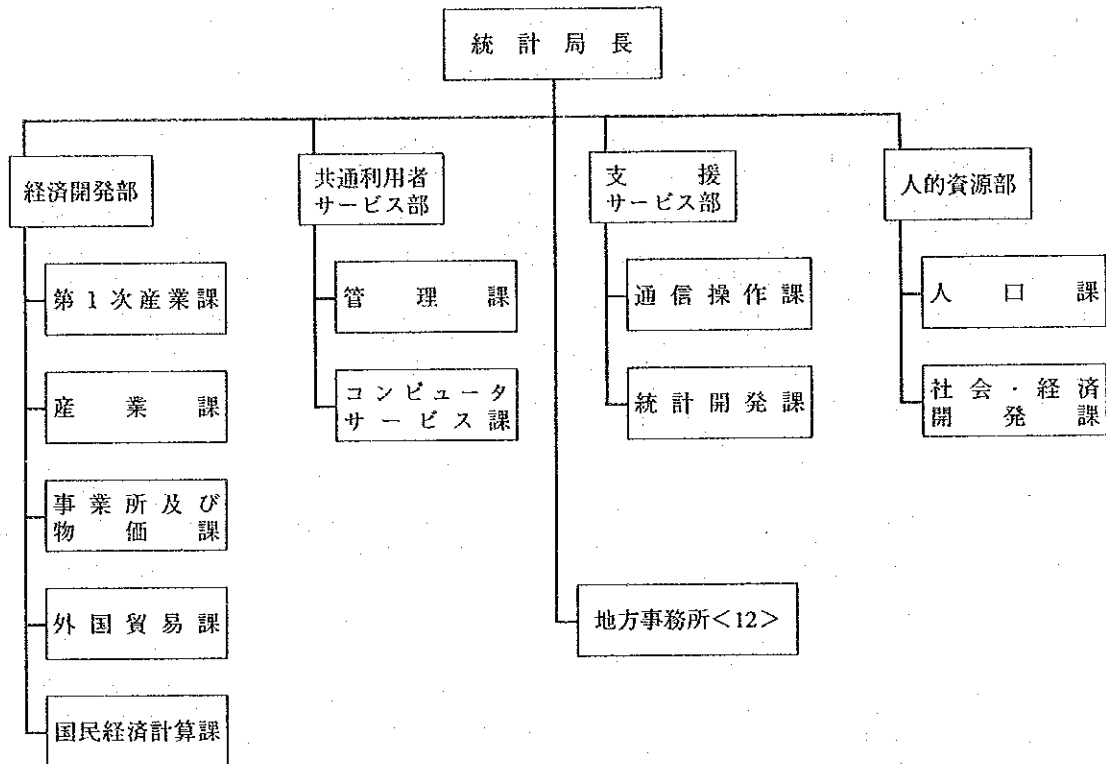 統計局長
経済開発部
共通利用者
サービス部
支援
サービス部
人的資源部
第1次産業課
産業課
事業所及び
物価課
外国貿易課
国民経済計算課
管理課
コンピュータ
サービス課
通信操作課
統計開発課
人口課
社会・経済
開発課
地方事務所<12>